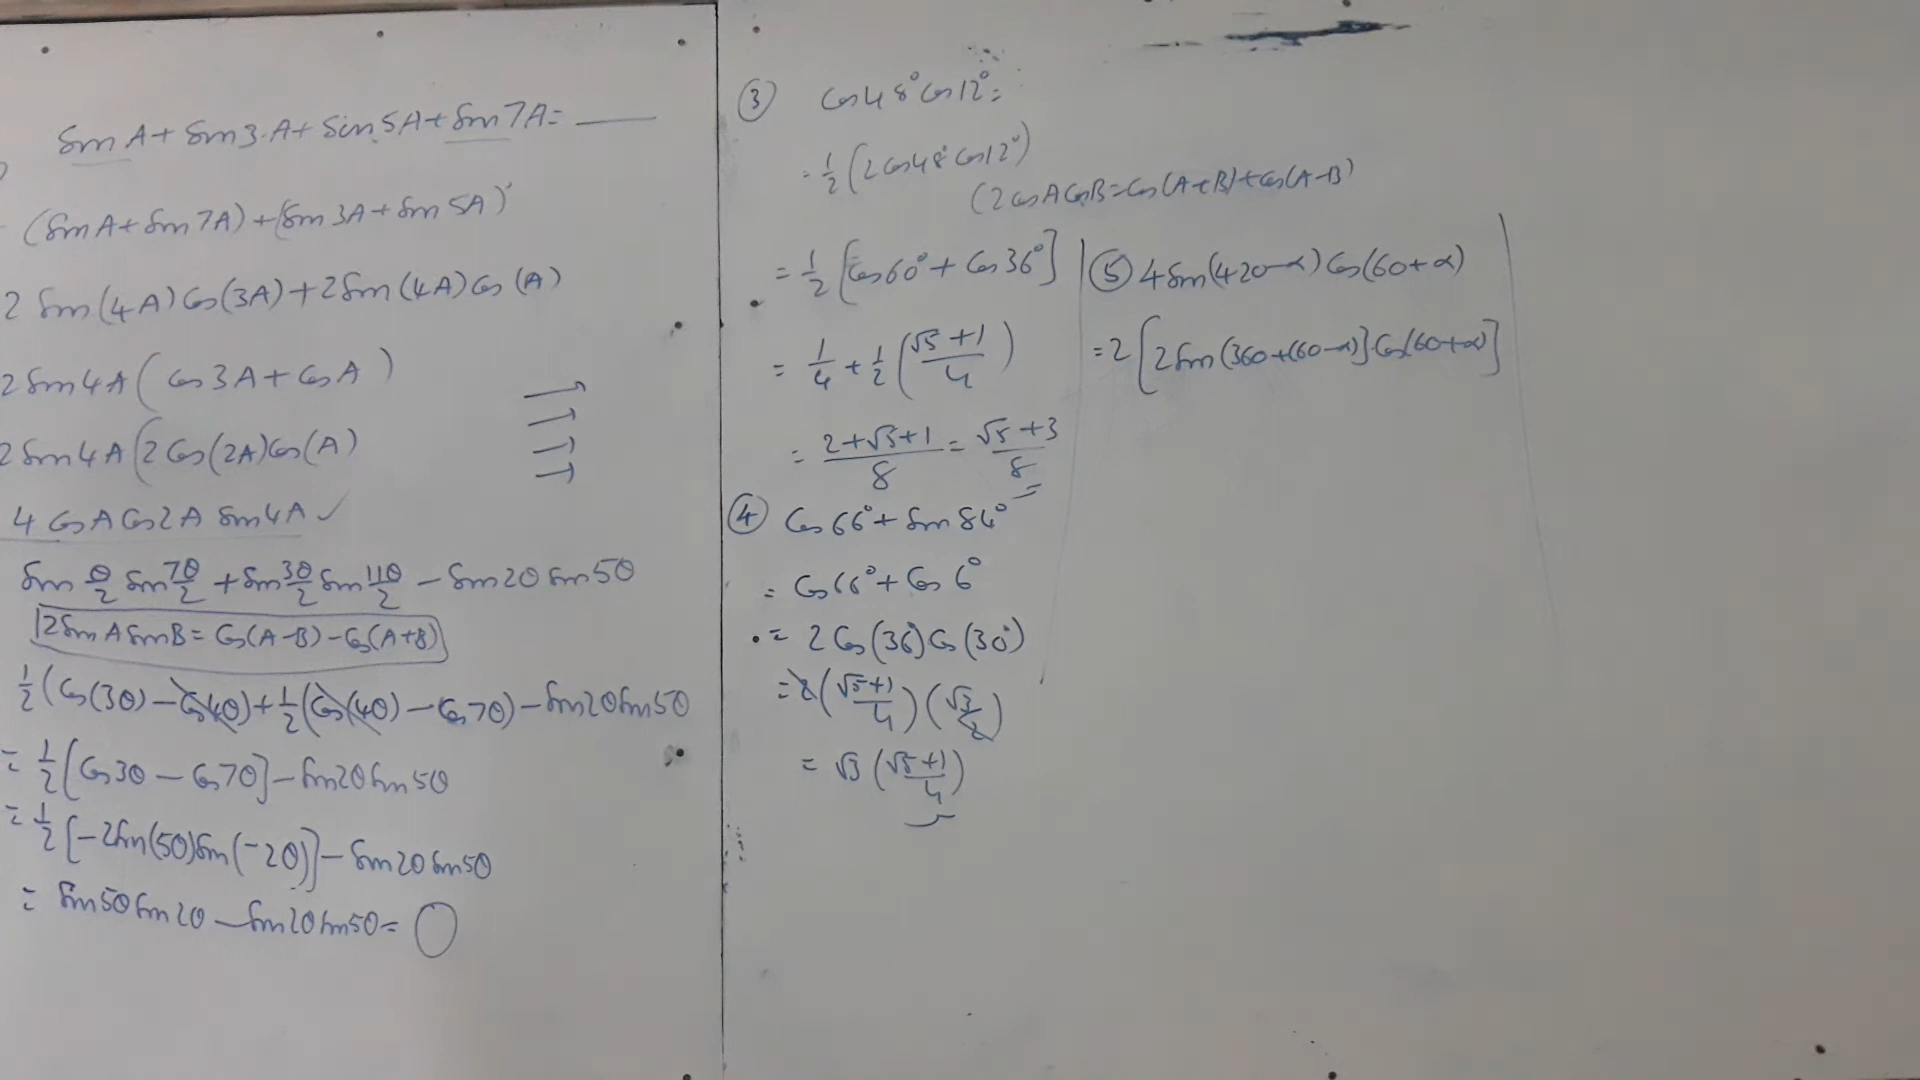 Sin A + Sin 3A + Sin 5A + Sin 7A = ____
(Sin A + Sin 7A) + (Sin 3A + Sin 5A)
2 Sin(4A) Cos(3A) + 2 Sin(4A) Cos(A)
2 Sin 4A ( Cos 3A + Cos A )
2 Sin 4A ( 2 Cos(2A) Cos(A)
4 Cos A Cos 2A Sin 4A ✓
Sin θ/2 Sin 7θ/2 + Sin 3θ/2 Sin 11θ/2 - Sin 2θ Sin 5θ
2 Sin A Sin B = Cos(A-B) - Cos(A+B)
1/2 (Cos(3θ) - Cos 4θ) + 1/2 (Cos(4θ) - Cos 7θ) - Sin 2θ Sin 5θ
= 1/2 [Cos 3θ - Cos 7θ] - Sin 2θ Sin 5θ
= 1/2 [-2 Sin(5θ) Sin(-2θ)] - Sin 2θ Sin 5θ
= Sin 5θ Sin 2θ - Sin 2θ Sin 5θ = 0
③ Cos 48° Cos 12° =
= 1/2 (2 Cos 48° Cos 12°)
(2 Cos A Cos B = Cos(A+B) + Cos(A-B)
= 1/2 [Cos 60° + Cos 36°]
= 1/4 + 1/2 ((√5+1)/4)
= (2+√5+1)/8 = (√5+3)/8
④ Cos 66° + Sin 84°
= Cos 66° + Cos 6°
= 2 Cos(36°) Cos(30°)
= 2 ((√5+1)/4) (√3/2)
= √3 ((√5+1)/4)
⑤ 4 Sin(420-α) Cos(60+α)
= 2 [2 Sin(360+(60-α)] Cos(60+α)]